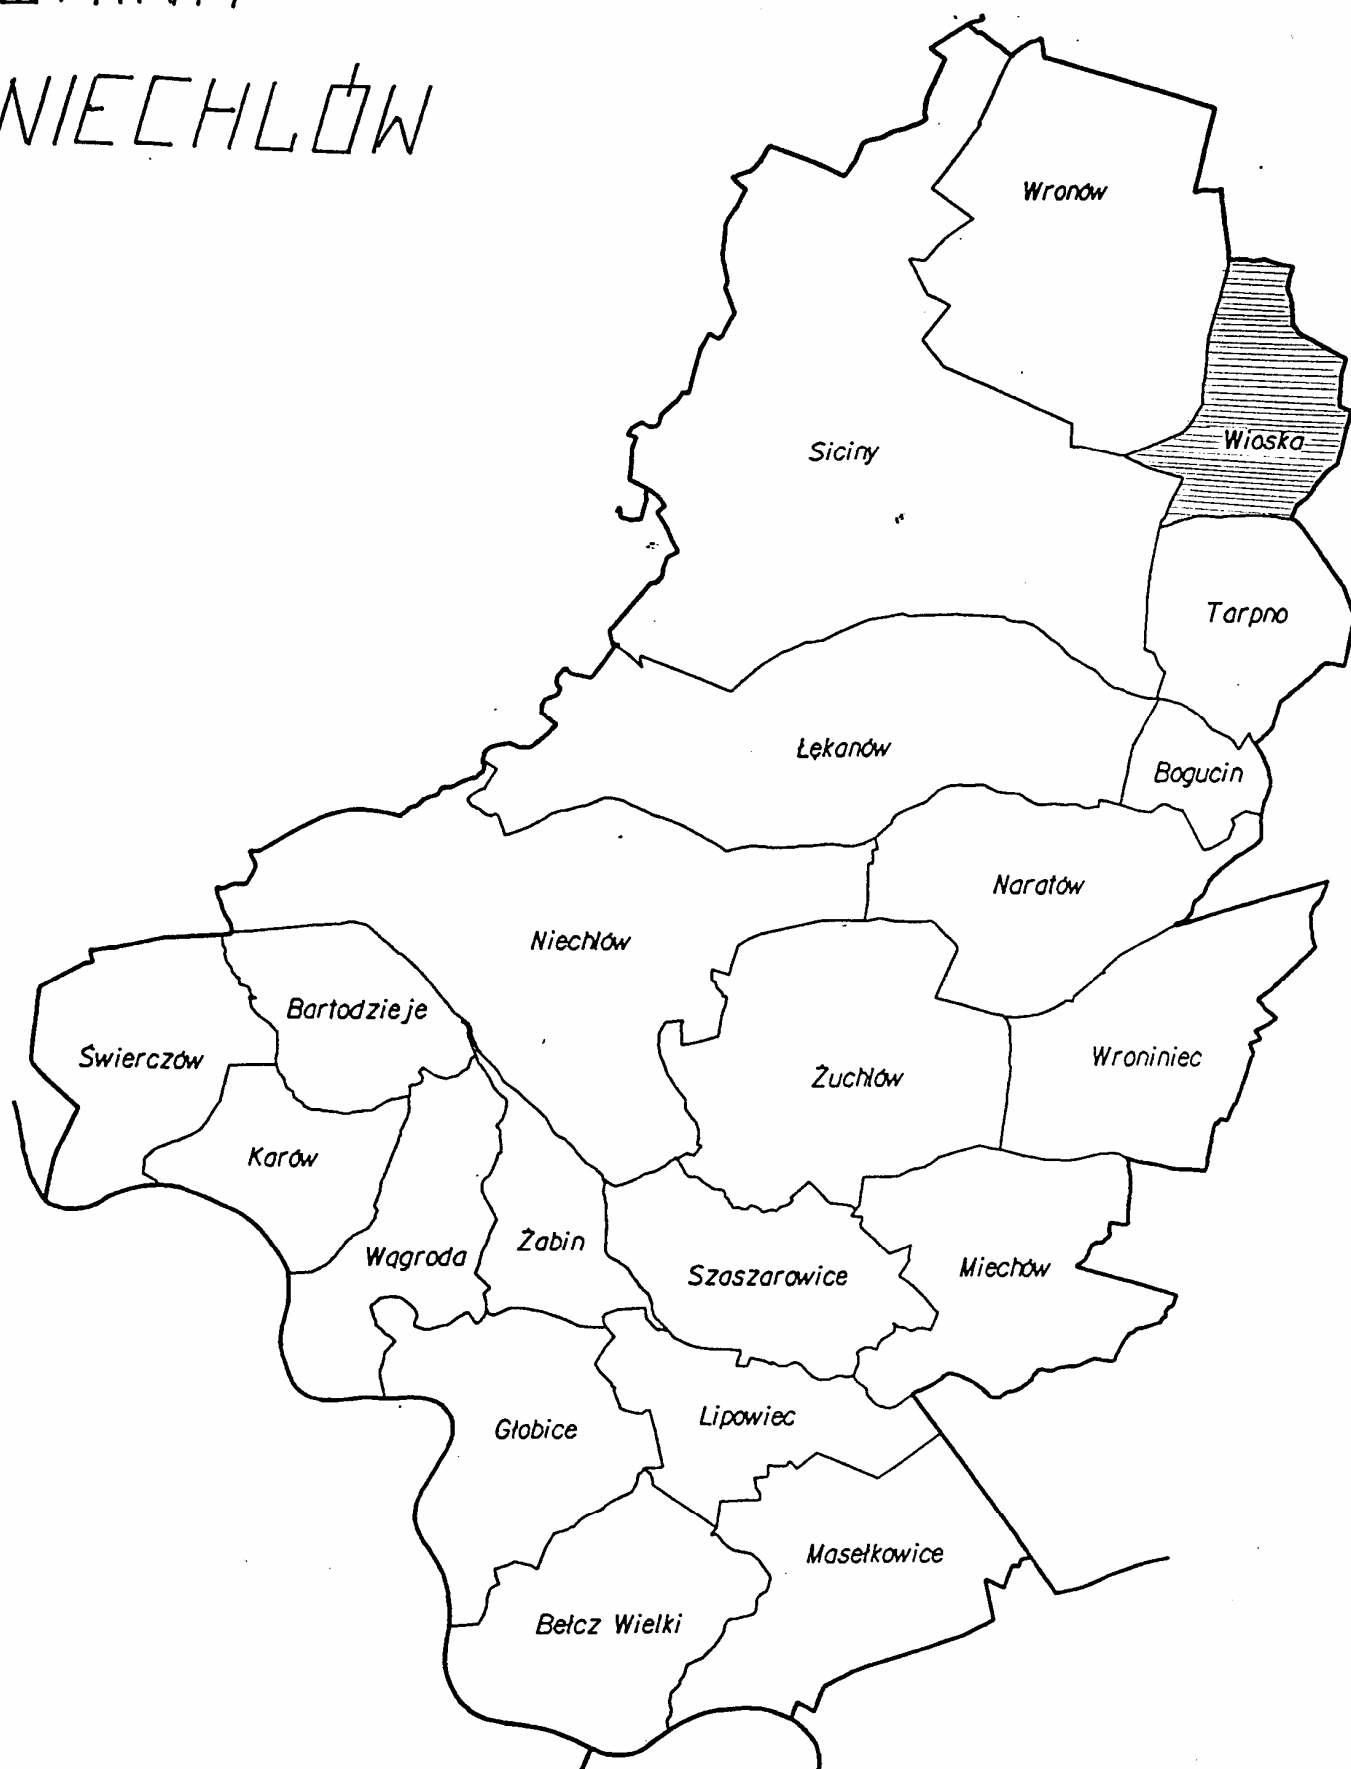 NIECHLÓW
Wronów
Wioska
Siciny
Tarpno
Łękanów
Bogucin
Naratów
Niechlów
Bartodzieje
Świerczów
Żuchlów
Wroniniec
Karów
Wągroda
Żabin
Szaszarowice
Miechów
Głobice
Lipowiec
Masełkowice
Bełcz Wielki